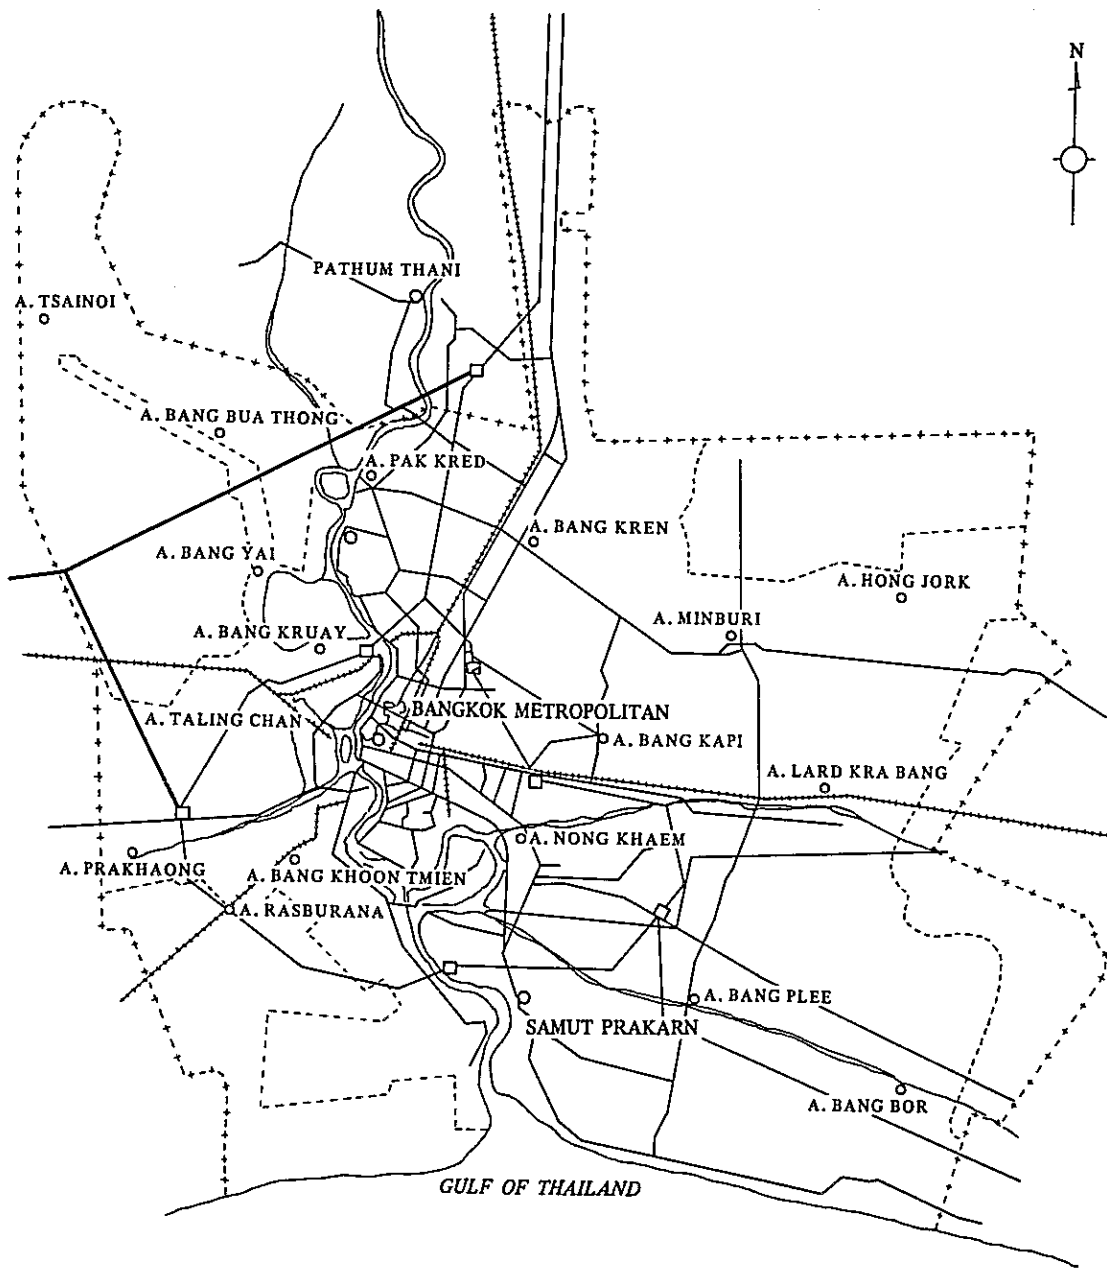 N
PATHUM THANI
A. TSAINOI
A. BANG BUA THONG
A. PAK KRED
A. BANG KREN
A. BANG YAI
A. HONG JORK
A. MINBURI
A. BANG KRUAY
BANGKOK METROPOLITAN
A. TALING CHAN
A. BANG KAPI
A. LARD KRA BANG
A. NONG KHAEM
A. PRAKHAONG
A. BANG KHOON TMIEN
A. RASBURANA
A. BANG PLEE
SAMUT PRAKARN
A. BANG BOR
GULF OF THAILAND